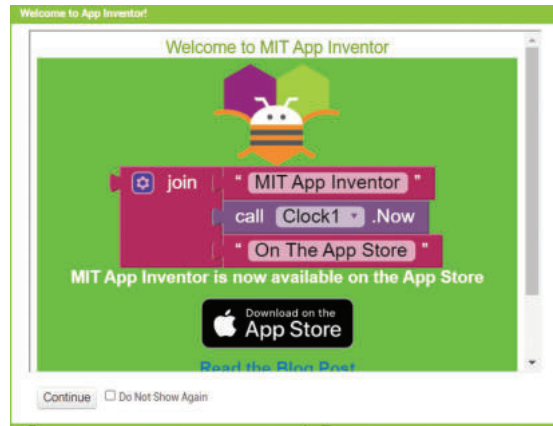 Welcome to App Inventor!
Welcome to MIT App Inventor
join " MIT App Inventor "
call Clock1 .Now
" On The App Store "
MIT App Inventor is now available on the App Store
Download on the
App Store
Read the Blog Post
Continue Do Not Show Again